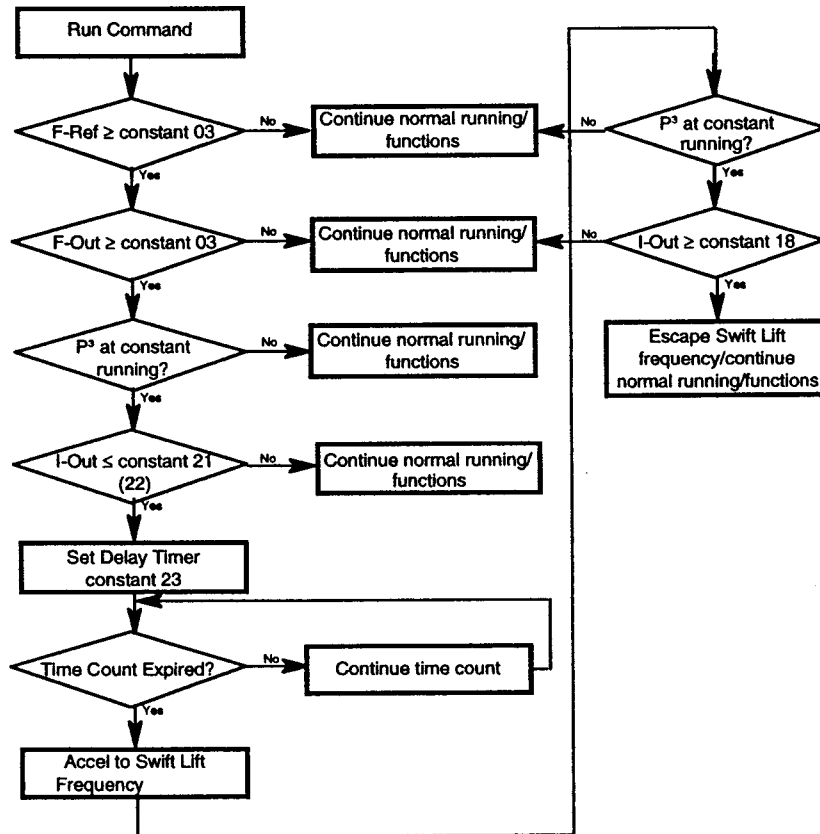 Run Command
F-Ref ≥ constant 03
No
Continue normal running/
functions
Yes
F-Out ≥ constant 03
No
Continue normal running/
functions
Yes
P³ at constant
running?
No
Continue normal running/
functions
Yes
I-Out ≤ constant 21
(22)
No
Continue normal running/
functions
Yes
Set Delay Timer
constant 23
Time Count Expired?
No
Continue time count
Yes
Accel to Swift Lift
Frequency
P³ at constant
running?
No
Yes
I-Out ≥ constant 18
No
Yes
Escape Swift Lift
frequency/continue
normal running/functions